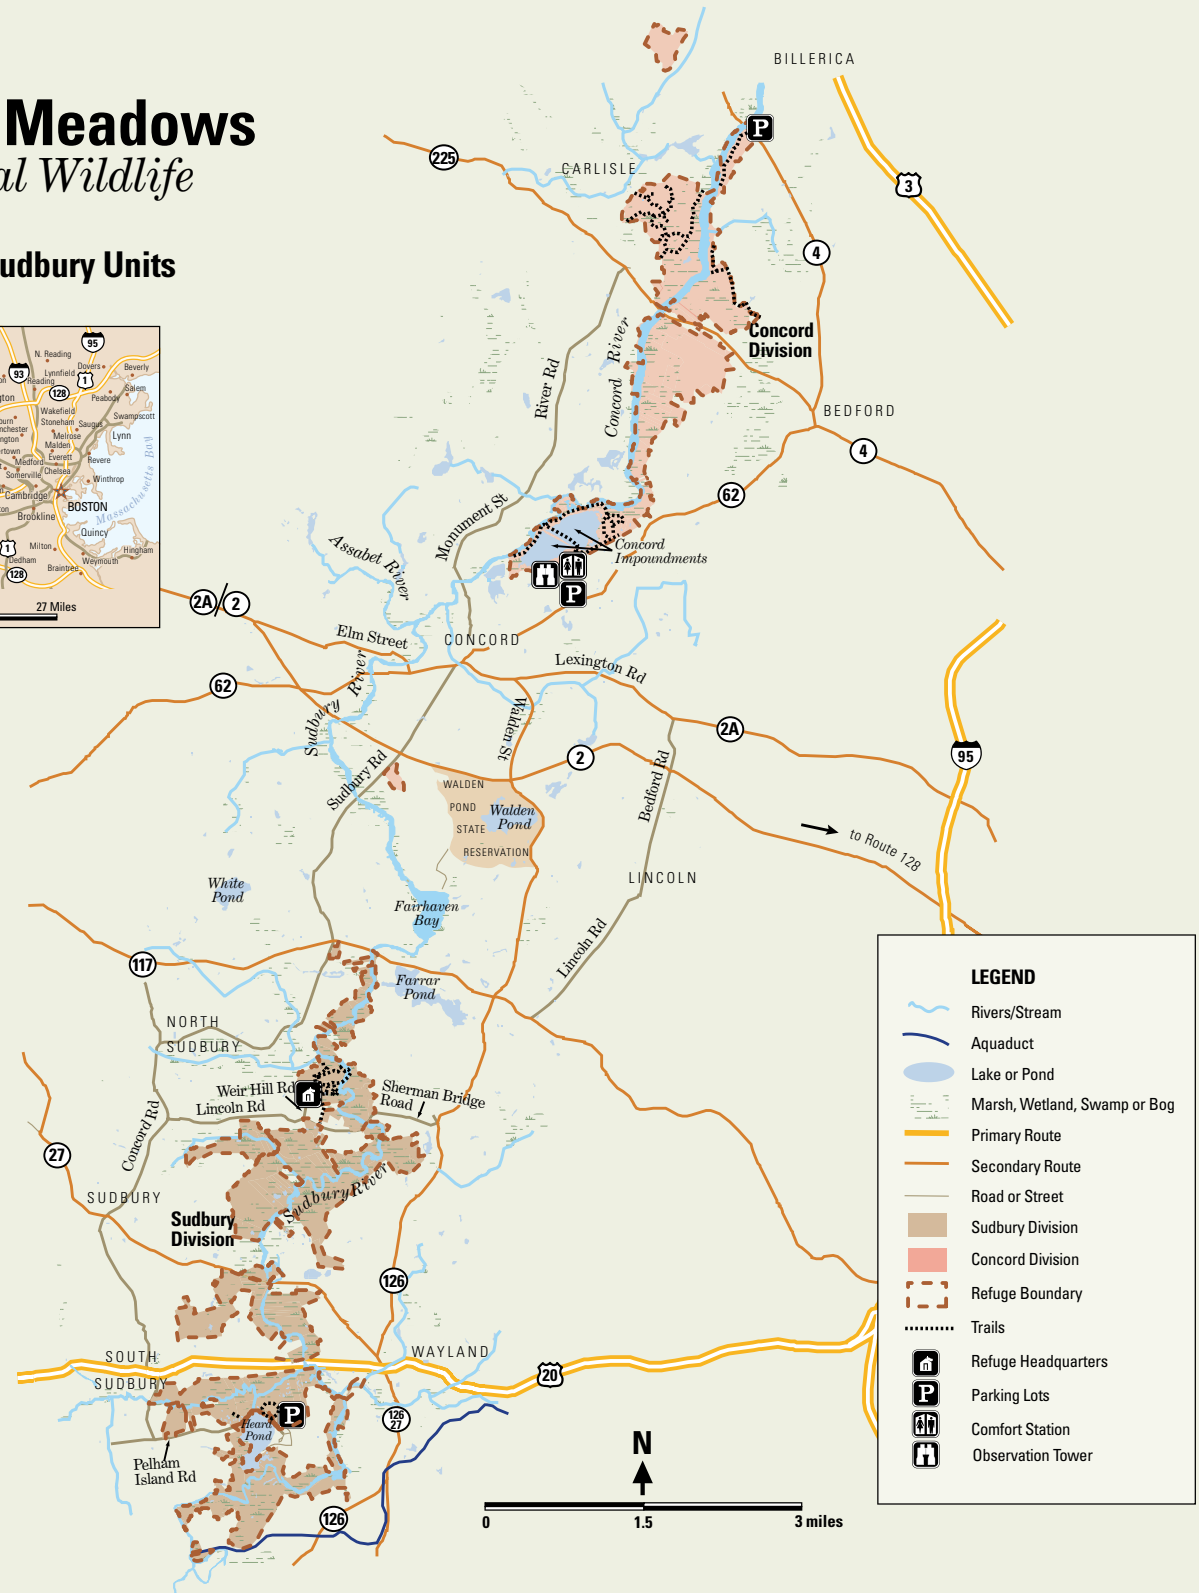 Meadows
al Wildlife
udbury Units
N. Reading
95
Dovers
Beverly
93
Lynnfield
1
Reading
128
Peabody
Salem
Wakefield
Swampscott
Stoneham
Saugus
Melrose
Lynn
Malden
Everett
Revere
Medford
Chelsea
Somerville
Winthrop
Cambridge
BOSTON
Massachusetts Bay
Brookline
Quincy
1
Milton
Hingham
Dedham
Weymouth
128
Braintree
27 Miles
BILLERICA
P
225
CARLISLE
3
4
Concord
Division
River Rd
Concord River
BEDFORD
4
62
Monument St
Assabet River
Concord
Impoundments
P
2A/2
Elm Street
CONCORD
Lexington Rd
62
Sudbury River
Walden St
2A
2
95
Sudbury Rd
Bedford Rd
WALDEN
POND
STATE
RESERVATION
Walden
Pond
to Route 128
White
Pond
LINCOLN
Fairhaven
Bay
Lincoln Rd
117
Farrar
Pond
NORTH
SUDBURY
Weir Hill Rd
Lincoln Rd
Sherman Bridge
Road
Concord Rd
27
SUDBURY
Sudbury River
Sudbury
Division
126
SOUTH
SUDBURY
WAYLAND
20
126
27
P
Heard
Pond
Pelham
Island Rd
126
N
0
1.5
3 miles
LEGEND
Rivers/Stream
Aquaduct
Lake or Pond
Marsh, Wetland, Swamp or Bog
Primary Route
Secondary Route
Road or Street
Sudbury Division
Concord Division
Refuge Boundary
Trails
Refuge Headquarters
P
Parking Lots
Comfort Station
Observation Tower